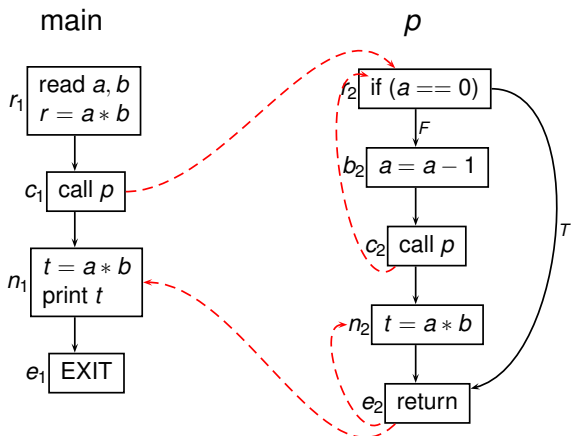 main
r1
read a, b
r = a ∗ b
c1
call p
n1
t = a ∗ b
print t
e1
EXIT
p
r2
if (a == 0)
F
b2
a = a − 1
c2
call p
T
n2
t = a ∗ b
e2
return